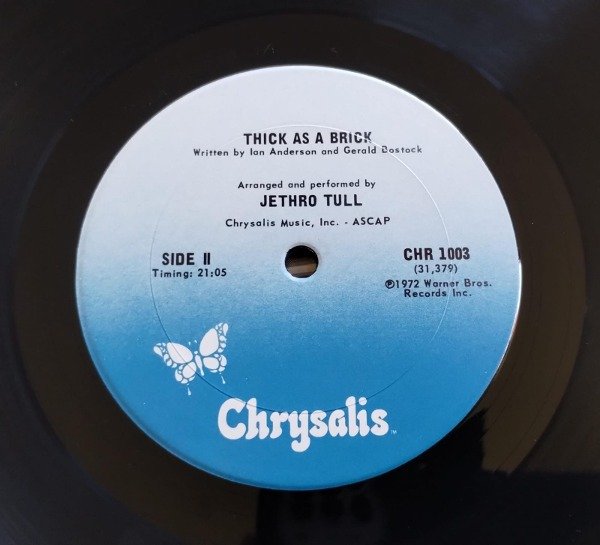 THICK AS A BRICK
Written by Ian Anderson and Gerald Bostock
Arranged and performed by
JETHRO TULL
Chrysalis Music, Inc. - ASCAP
SIDE II
Timing: 21:05
CHR 1003
(31,379)
℗1972 Warner Bros.
Records Inc.
Chrysalis™